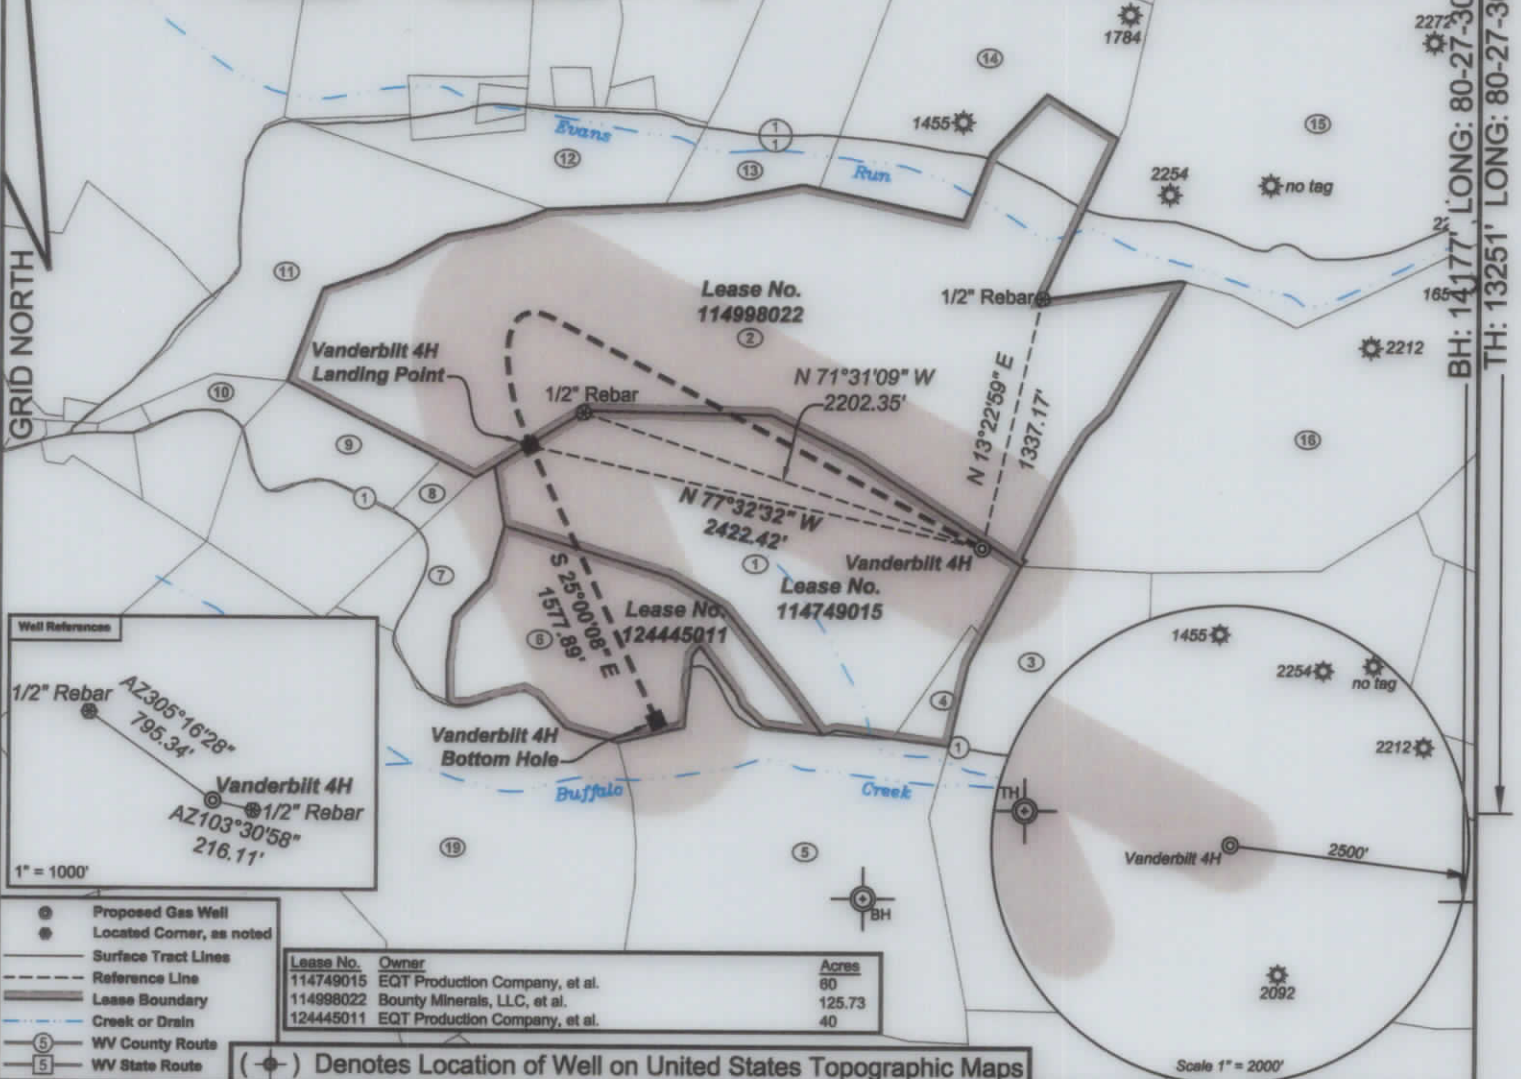 GRID NORTH
1784
2272
14
1455
15
1
1
Evans
12
13
Run
2254
no tag
11
Lease No.
114998022
2
1/2" Rebar
165
2212
Vanderbilt 4H
Landing Point
1/2" Rebar
N 71°31'09" W
2202.35'
N 13°22'59" E
1337.17'
10
9
8
1
16
N 77°32'32" W
2422.42'
Vanderbilt 4H
1
Lease No.
114749015
7
S 25°00'08" E
1577.89'
Lease No.
124445011
6
3
4
1
Vanderbilt 4H
Bottom Hole
Buffalo
Creek
19
5
BH
TH
BH: 14177' LONG: 80-27-30
TH: 13251' LONG: 80-27-30
Well References
1/2" Rebar
AZ305°16'28"
795.34'
Vanderbilt 4H
1/2" Rebar
AZ103°30'58"
216.11'
1" = 1000'
1455
2254
no tag
2212
Vanderbilt 4H
2500'
2092
Scale 1" = 2000'
Proposed Gas Well
Located Corner, as noted
Surface Tract Lines
Reference Line
Lease Boundary
Creek or Drain
5 WV County Route
5 WV State Route
Lease No. Owner Acres
114749015 EQT Production Company, et al. 60
114998022 Bounty Minerals, LLC, et al. 125.73
124445011 EQT Production Company, et al. 40
( ) Denotes Location of Well on United States Topographic Maps